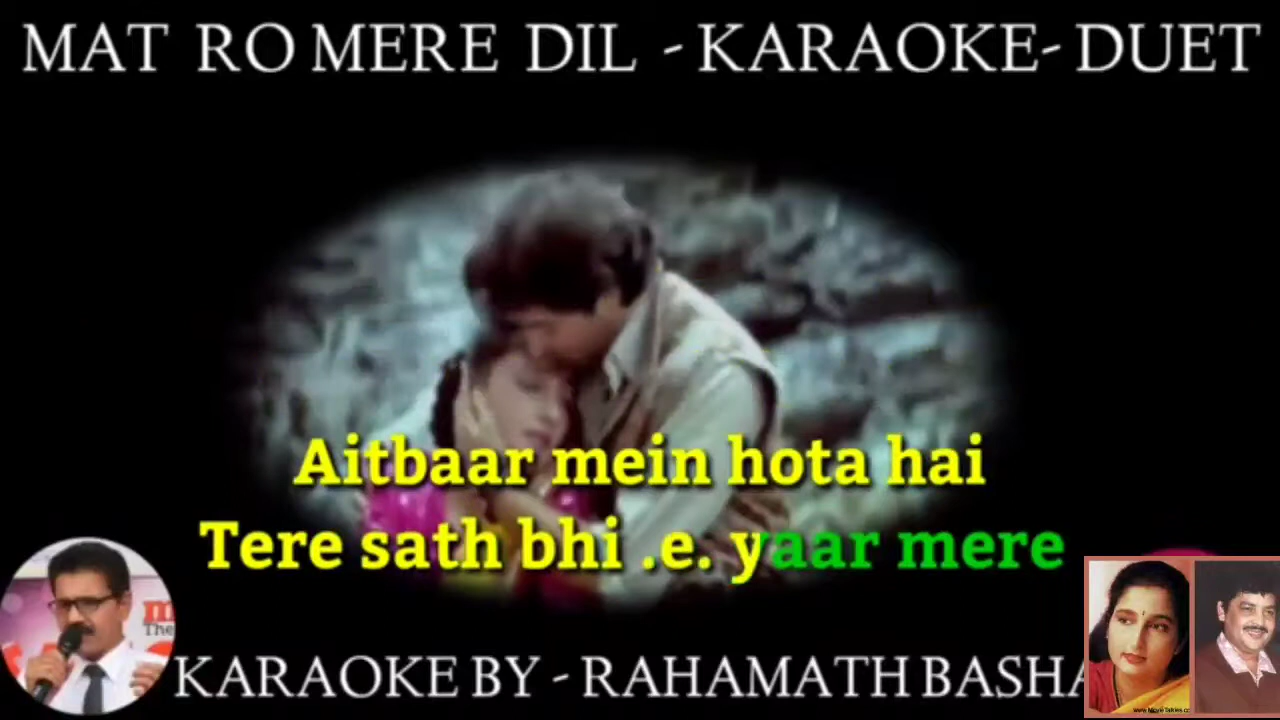 MAT RO MERE DIL - KARAOKE- DUET
Aitbaar mein hota hai
Tere sath bhi .e. yaar mere
The
KARAOKE BY - RAHAMATH BASHA